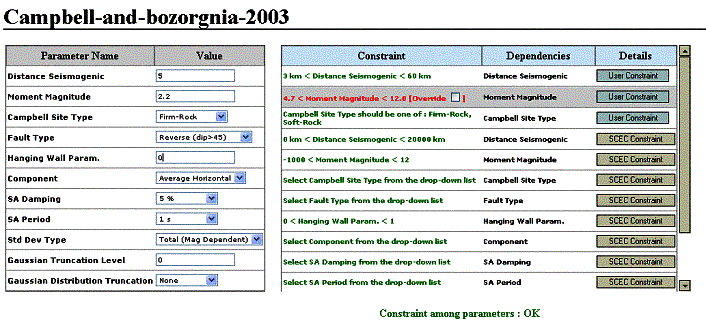 Campbell-and-bozorgnia-2003
Parameter Name Value
Distance Seismogenic 5
Moment Magnitude 2.2
Campbell Site Type Firm-Rock
Fault Type Reverse (dip>45)
Hanging Wall Param. 0
Component Average Horizontal
SA Damping 5 %
SA Period 1 s
Std Dev Type Total (Mag Dependent)
Gaussian Truncation Level 0
Gaussian Distribution Truncation None
Constraint Dependencies Details
3 km < Distance Seismogenic < 60 km Distance Seismogenic User Constraint
4.7 < Moment Magnitude < 12.0 [Override ] Moment Magnitude User Constraint
Campbell Site Type should be one of : Firm-Rock, Soft-Rock Campbell Site Type User Constraint
0 km < Distance Seismogenic < 20000 km Distance Seismogenic SCEC Constraint
-1000 < Moment Magnitude < 12 Moment Magnitude SCEC Constraint
Select Campbell Site Type from the drop-down list Campbell Site Type SCEC Constraint
Select Fault Type from the drop-down list Fault Type SCEC Constraint
0 < Hanging Wall Param. < 1 Hanging Wall Param. SCEC Constraint
Select Component from the drop-down list Component SCEC Constraint
Select SA Damping from the drop-down list SA Damping SCEC Constraint
Select SA Period from the drop-down list SA Period SCEC Constraint
Constraint among parameters : OK